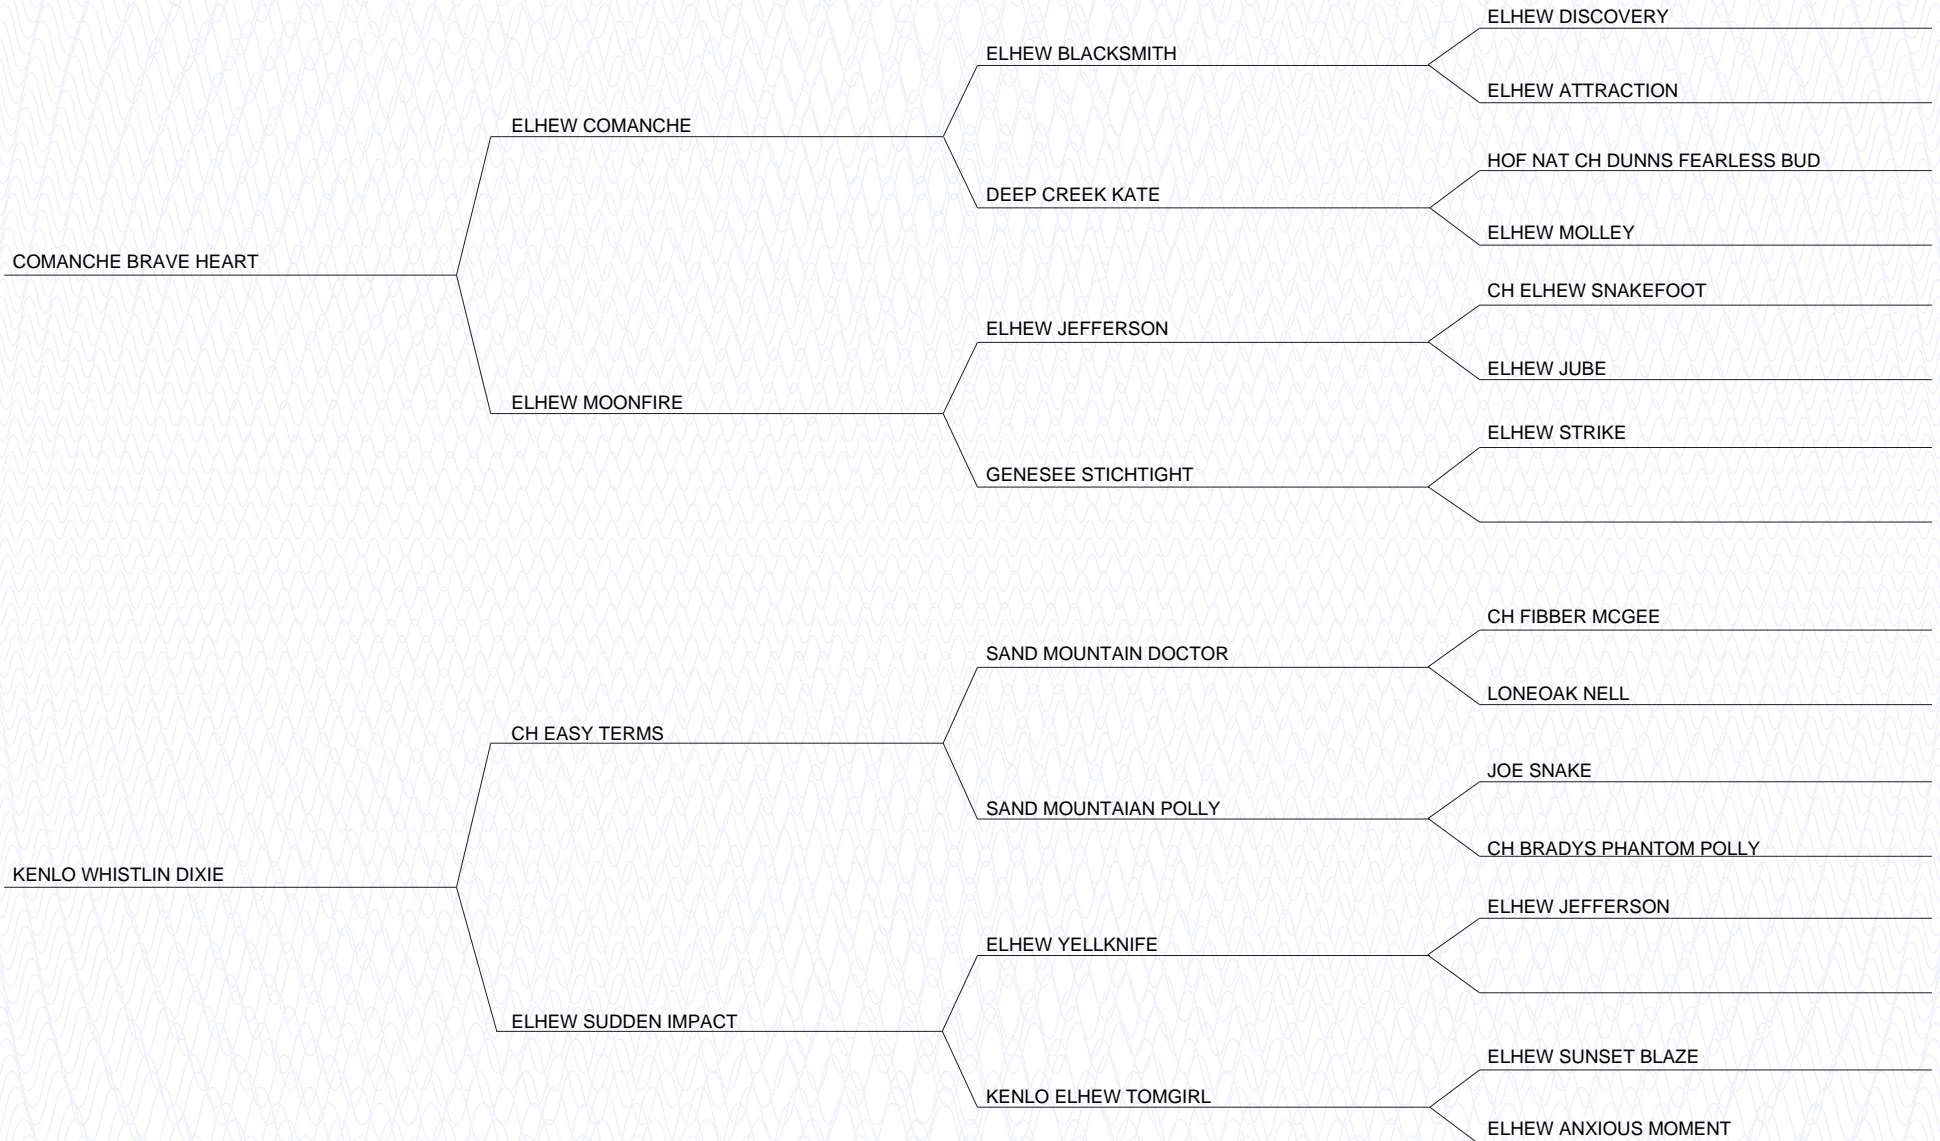 ELHEW DISCOVERY
ELHEW BLACKSMITH
ELHEW ATTRACTION
ELHEW COMANCHE
HOF NAT CH DUNNS FEARLESS BUD
DEEP CREEK KATE
ELHEW MOLLEY
COMANCHE BRAVE HEART
CH ELHEW SNAKEFOOT
ELHEW JEFFERSON
ELHEW JUBE
ELHEW MOONFIRE
ELHEW STRIKE
GENESEE STICHTIGHT
CH FIBBER MCGEE
SAND MOUNTAIN DOCTOR
LONEOAK NELL
CH EASY TERMS
JOE SNAKE
SAND MOUNTAIAN POLLY
CH BRADYS PHANTOM POLLY
KENLO WHISTLIN DIXIE
ELHEW JEFFERSON
ELHEW YELLKNIFE
ELHEW SUDDEN IMPACT
ELHEW SUNSET BLAZE
KENLO ELHEW TOMGIRL
ELHEW ANXIOUS MOMENT